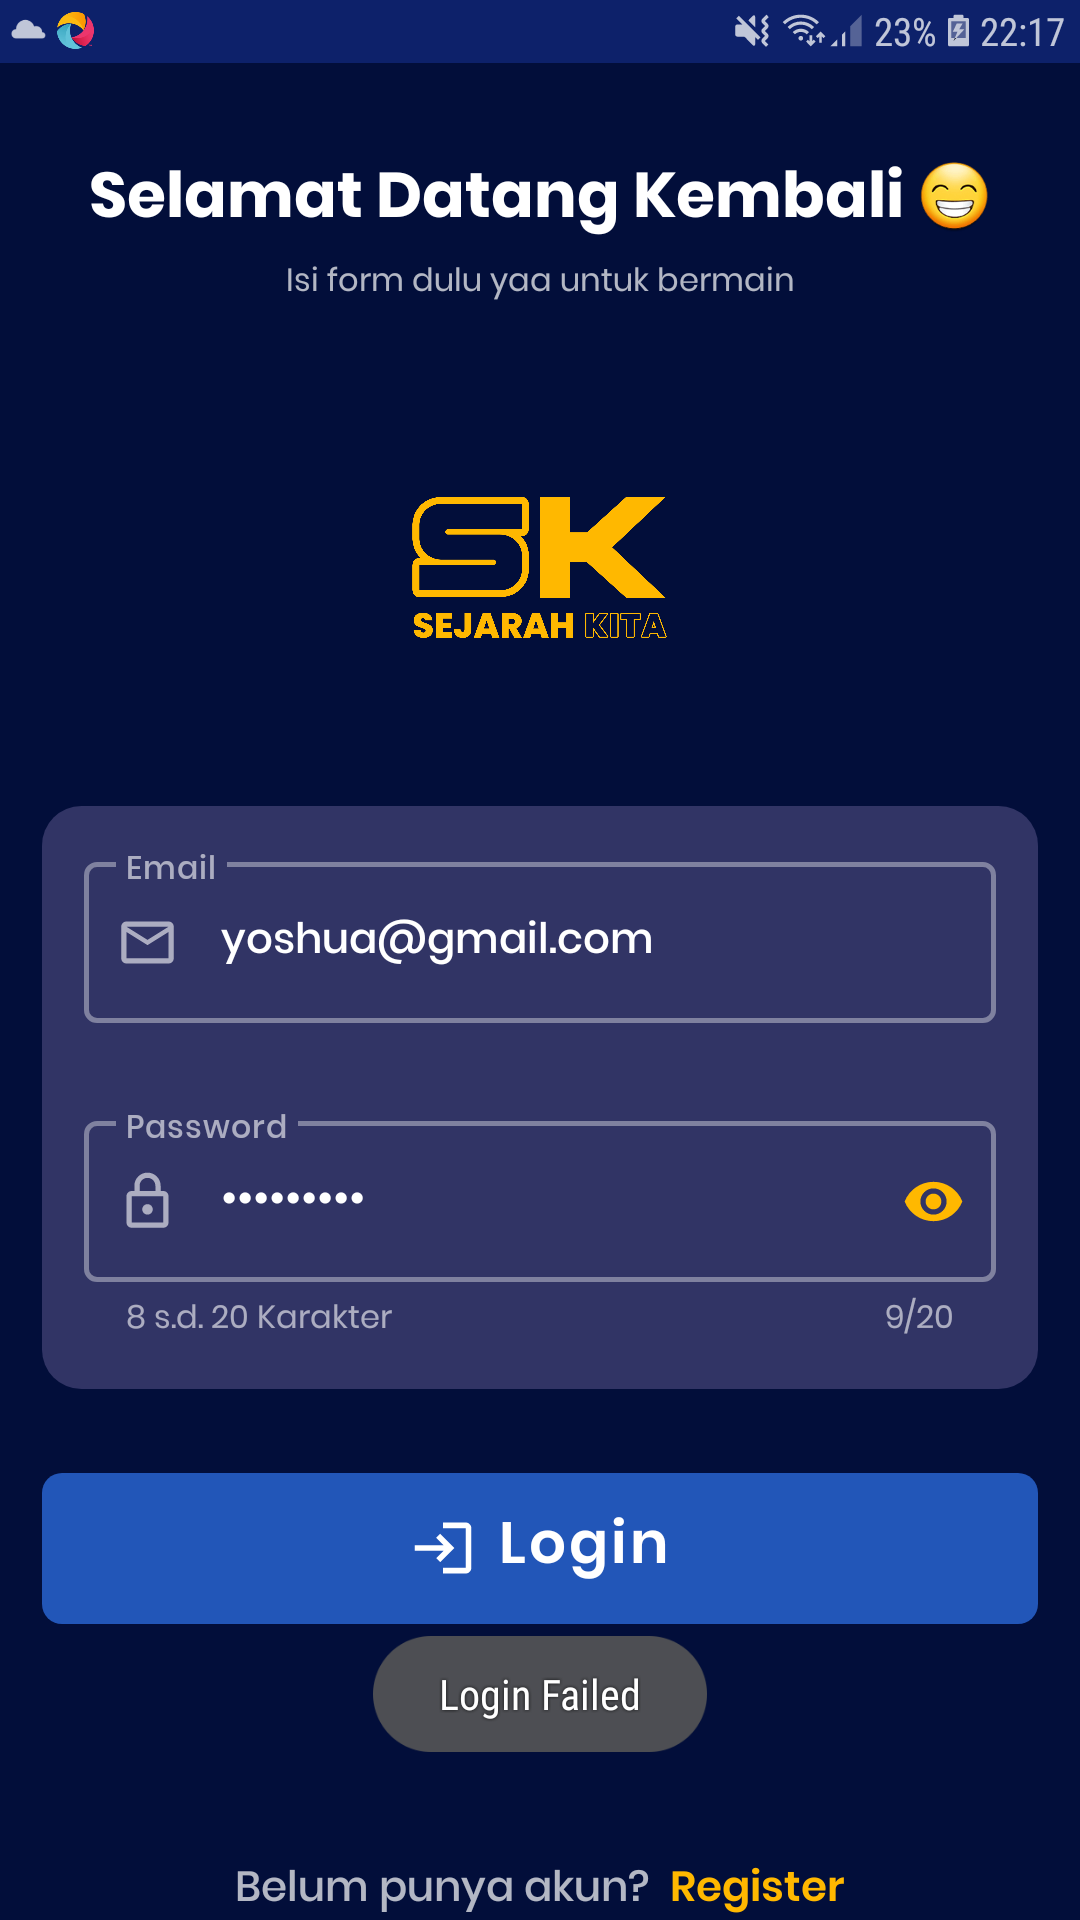 23% 22:17
Selamat Datang Kembali 😁
Isi form dulu yaa untuk bermain
SK
SEJARAH KITA
Email
yoshua@gmail.com
Password
•••••••••
8 s.d. 20 Karakter 9/20
Login
Login Failed
Belum punya akun? Register